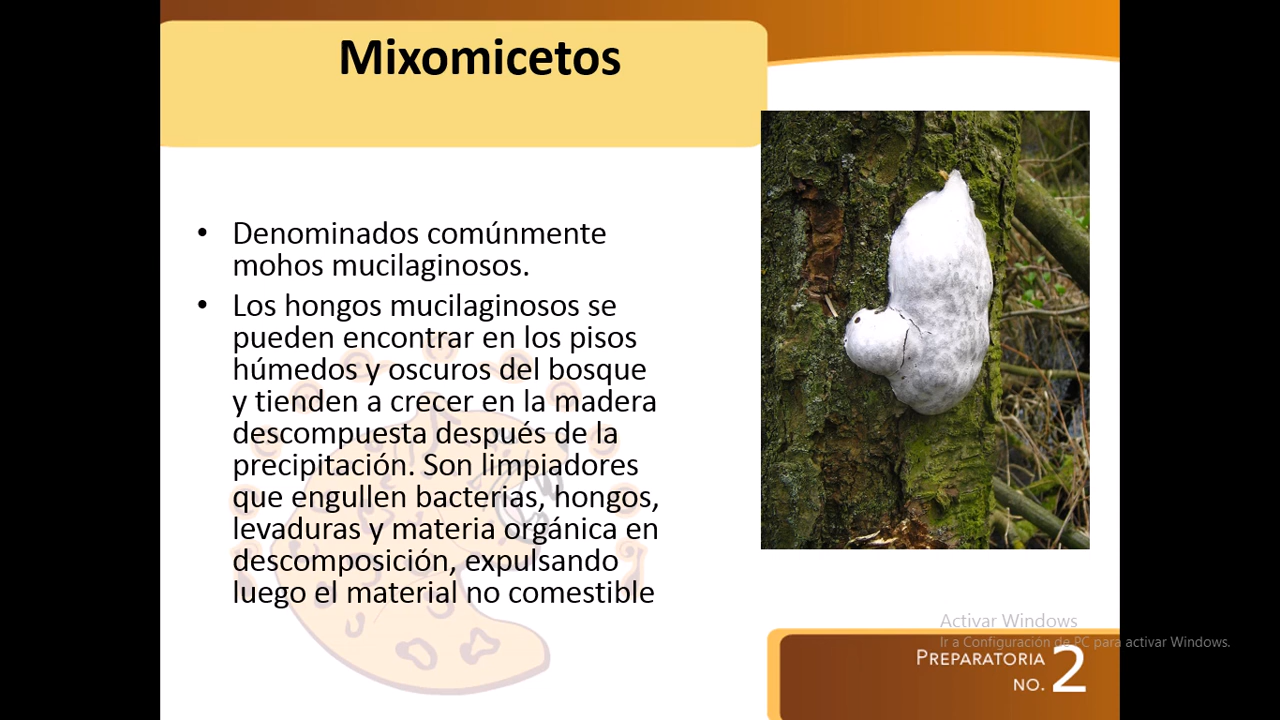 Mixomicetos
• Denominados comúnmente
mohos mucilaginosos.
• Los hongos mucilaginosos se
pueden encontrar en los pisos
húmedos y oscuros del bosque
y tienden a crecer en la madera
descompuesta después de la
precipitación. Son limpiadores
que engullen bacterias, hongos,
levaduras y materia orgánica en
descomposición, expulsando
luego el material no comestible
Activar Windows
Ir a Configuración de PC para activar Windows.
PREPARATORIA
NO. 2